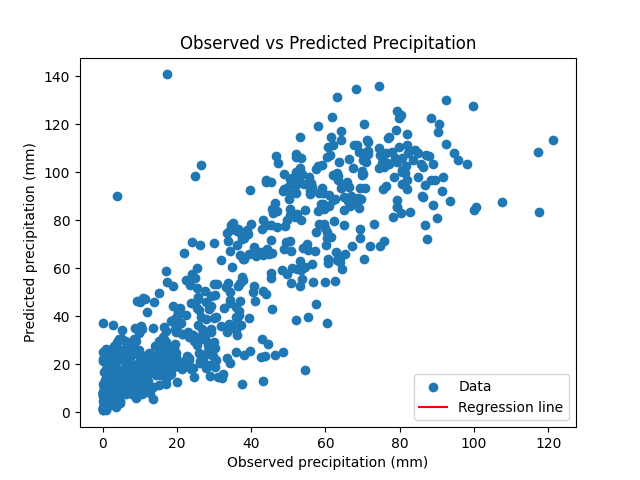 Observed vs Predicted Precipitation
140
120
100
80
60
40
20
0
Predicted precipitation (mm)
Data
Regression line
0 20 40 60 80 100 120
Observed precipitation (mm)